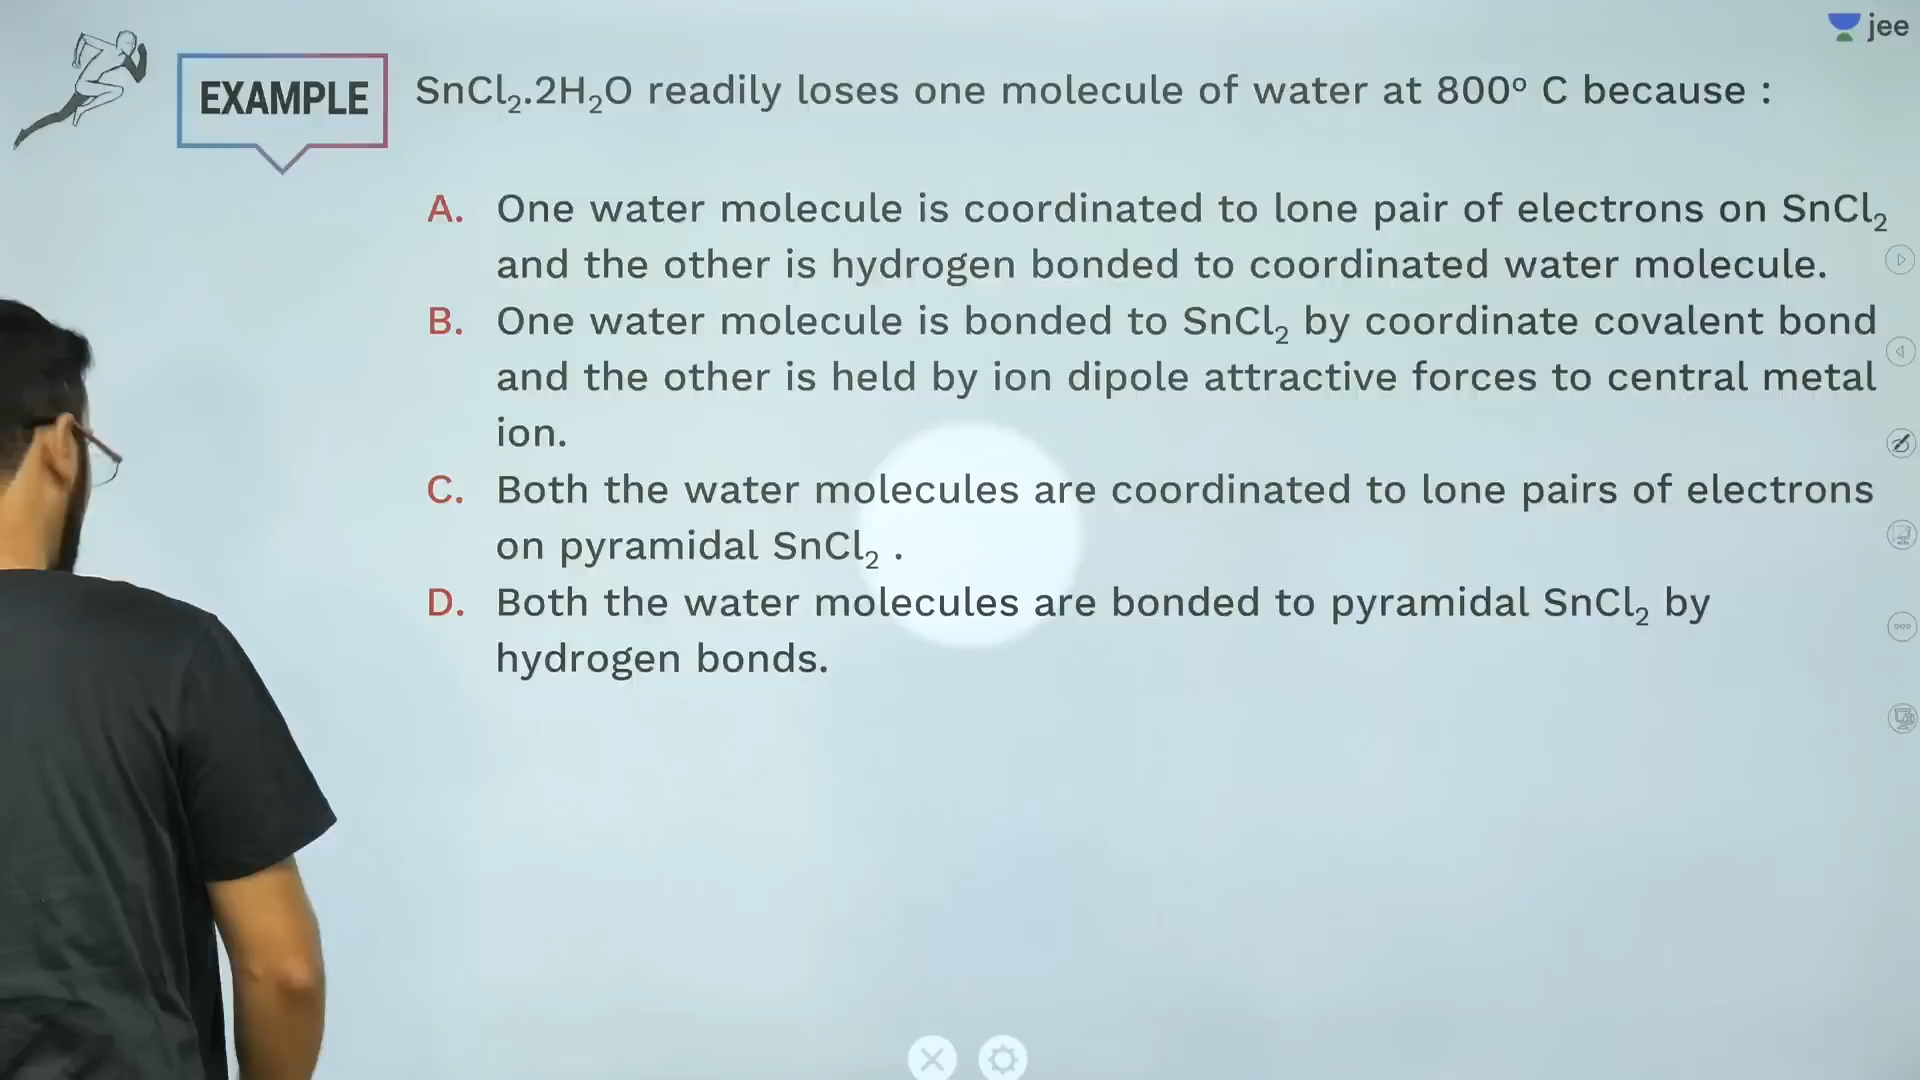 jee
EXAMPLE
SnCl₂.2H₂O readily loses one molecule of water at 800º C because :
A. One water molecule is coordinated to lone pair of electrons on SnCl₂
and the other is hydrogen bonded to coordinated water molecule.
B. One water molecule is bonded to SnCl₂ by coordinate covalent bond
and the other is held by ion dipole attractive forces to central metal
ion.
C. Both the water molecules are coordinated to lone pairs of electrons
on pyramidal SnCl₂ .
D. Both the water molecules are bonded to pyramidal SnCl₂ by
hydrogen bonds.